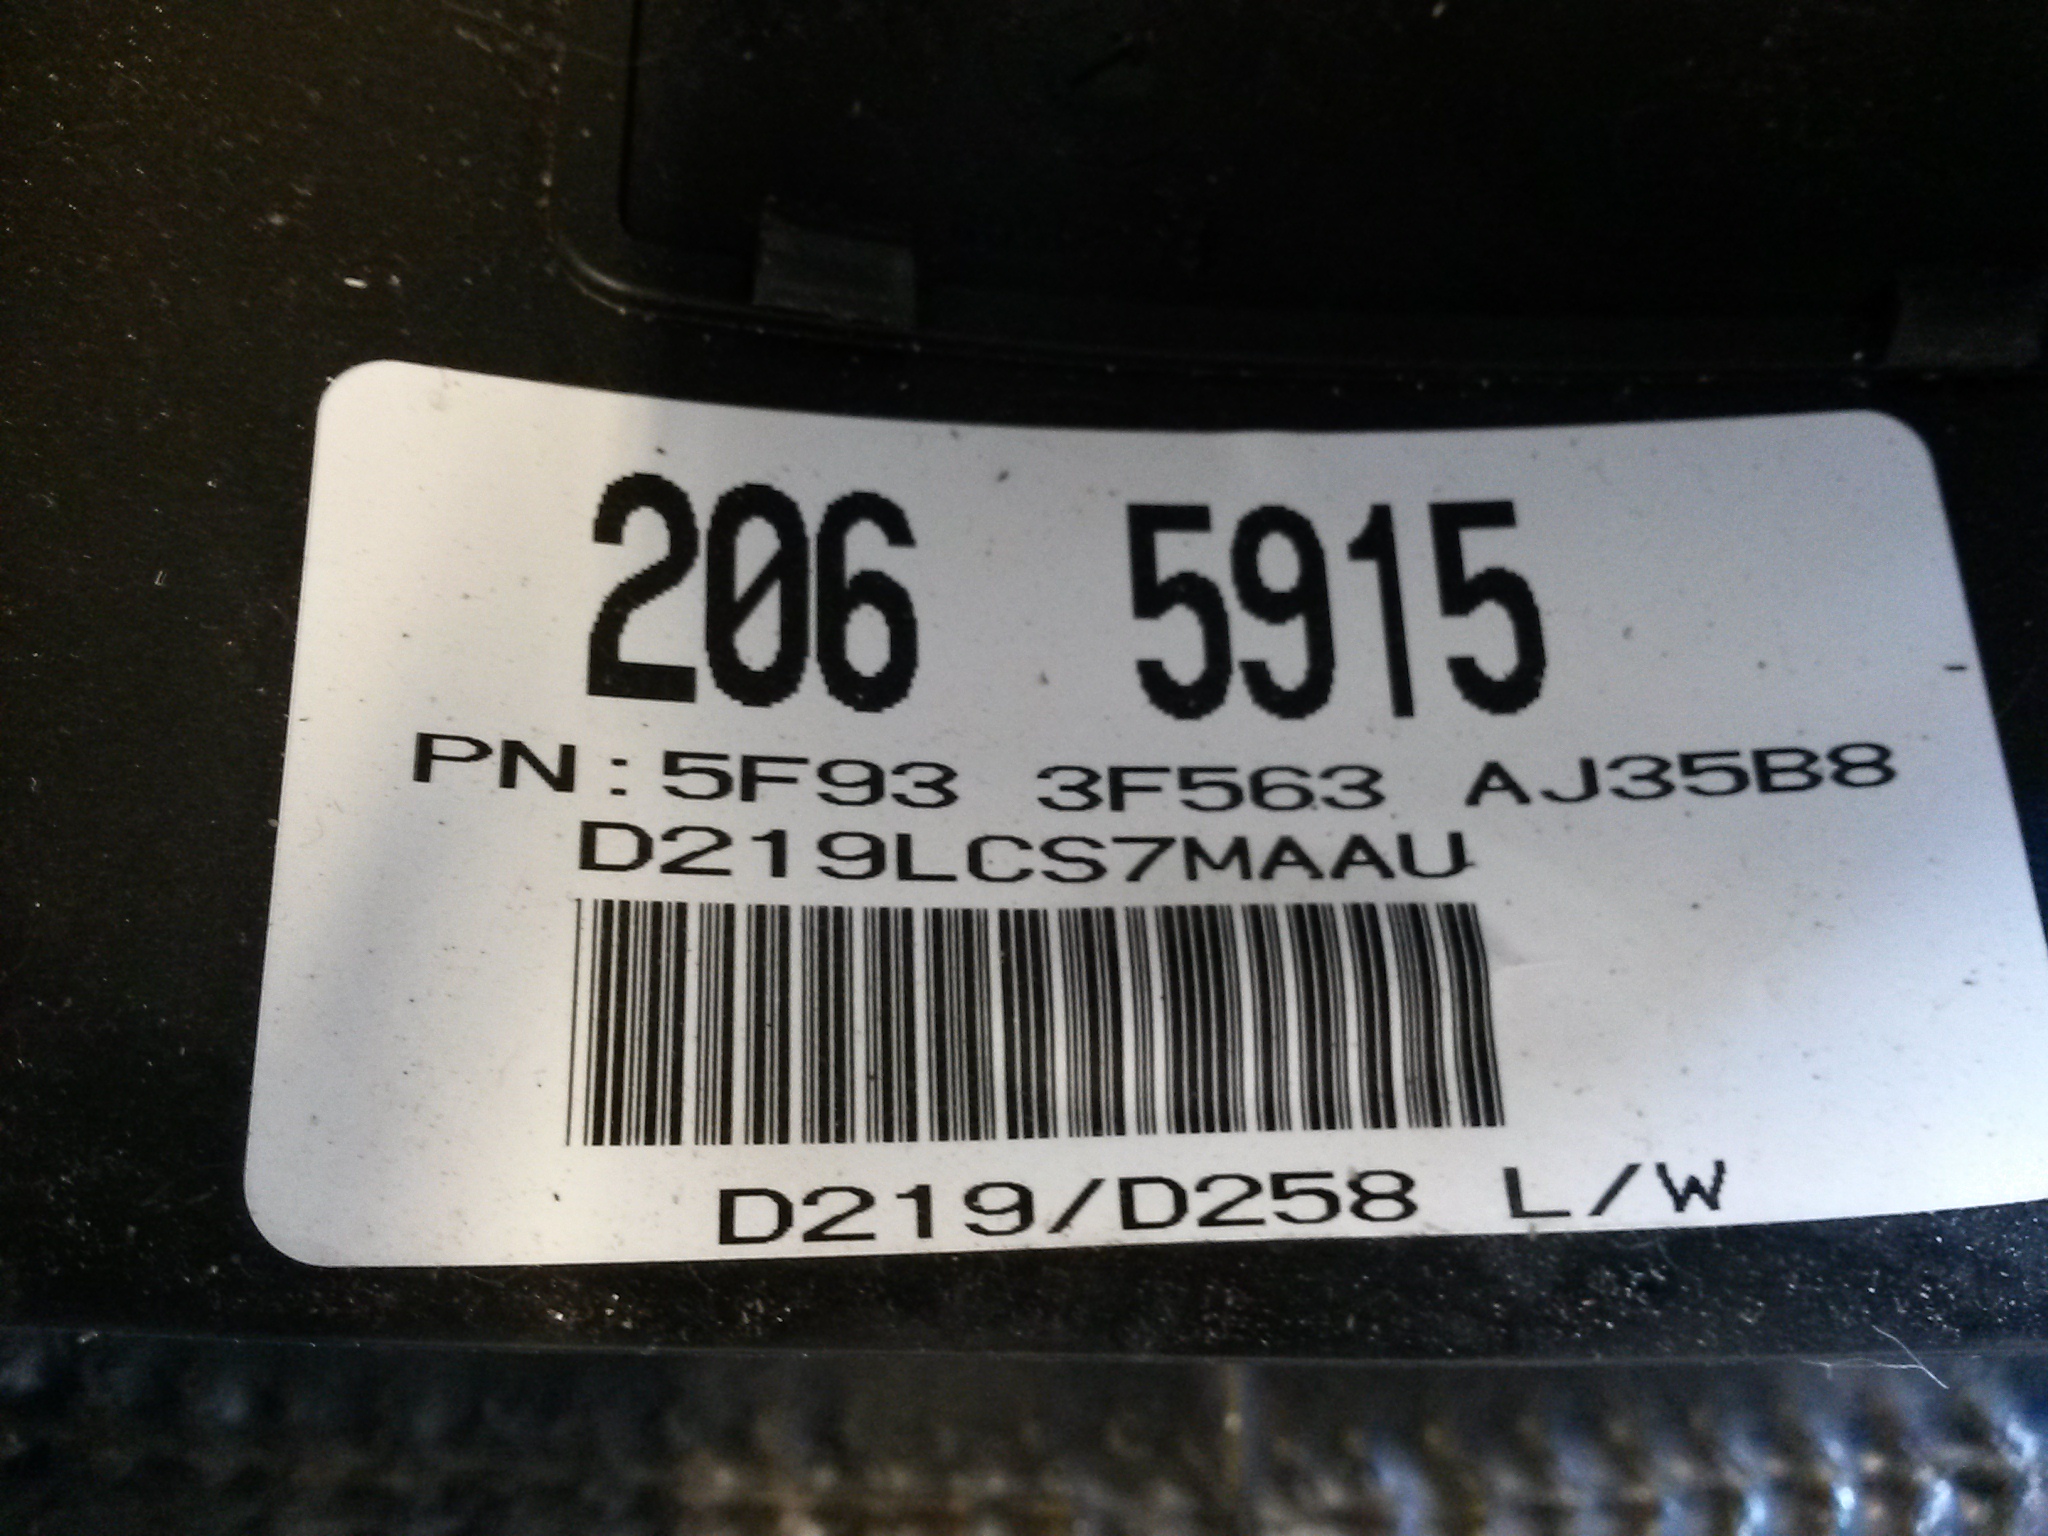 206 5915
PN:5F93 3F563 AJ35B8
D219LCS7MAAU
D219/D258 L/W